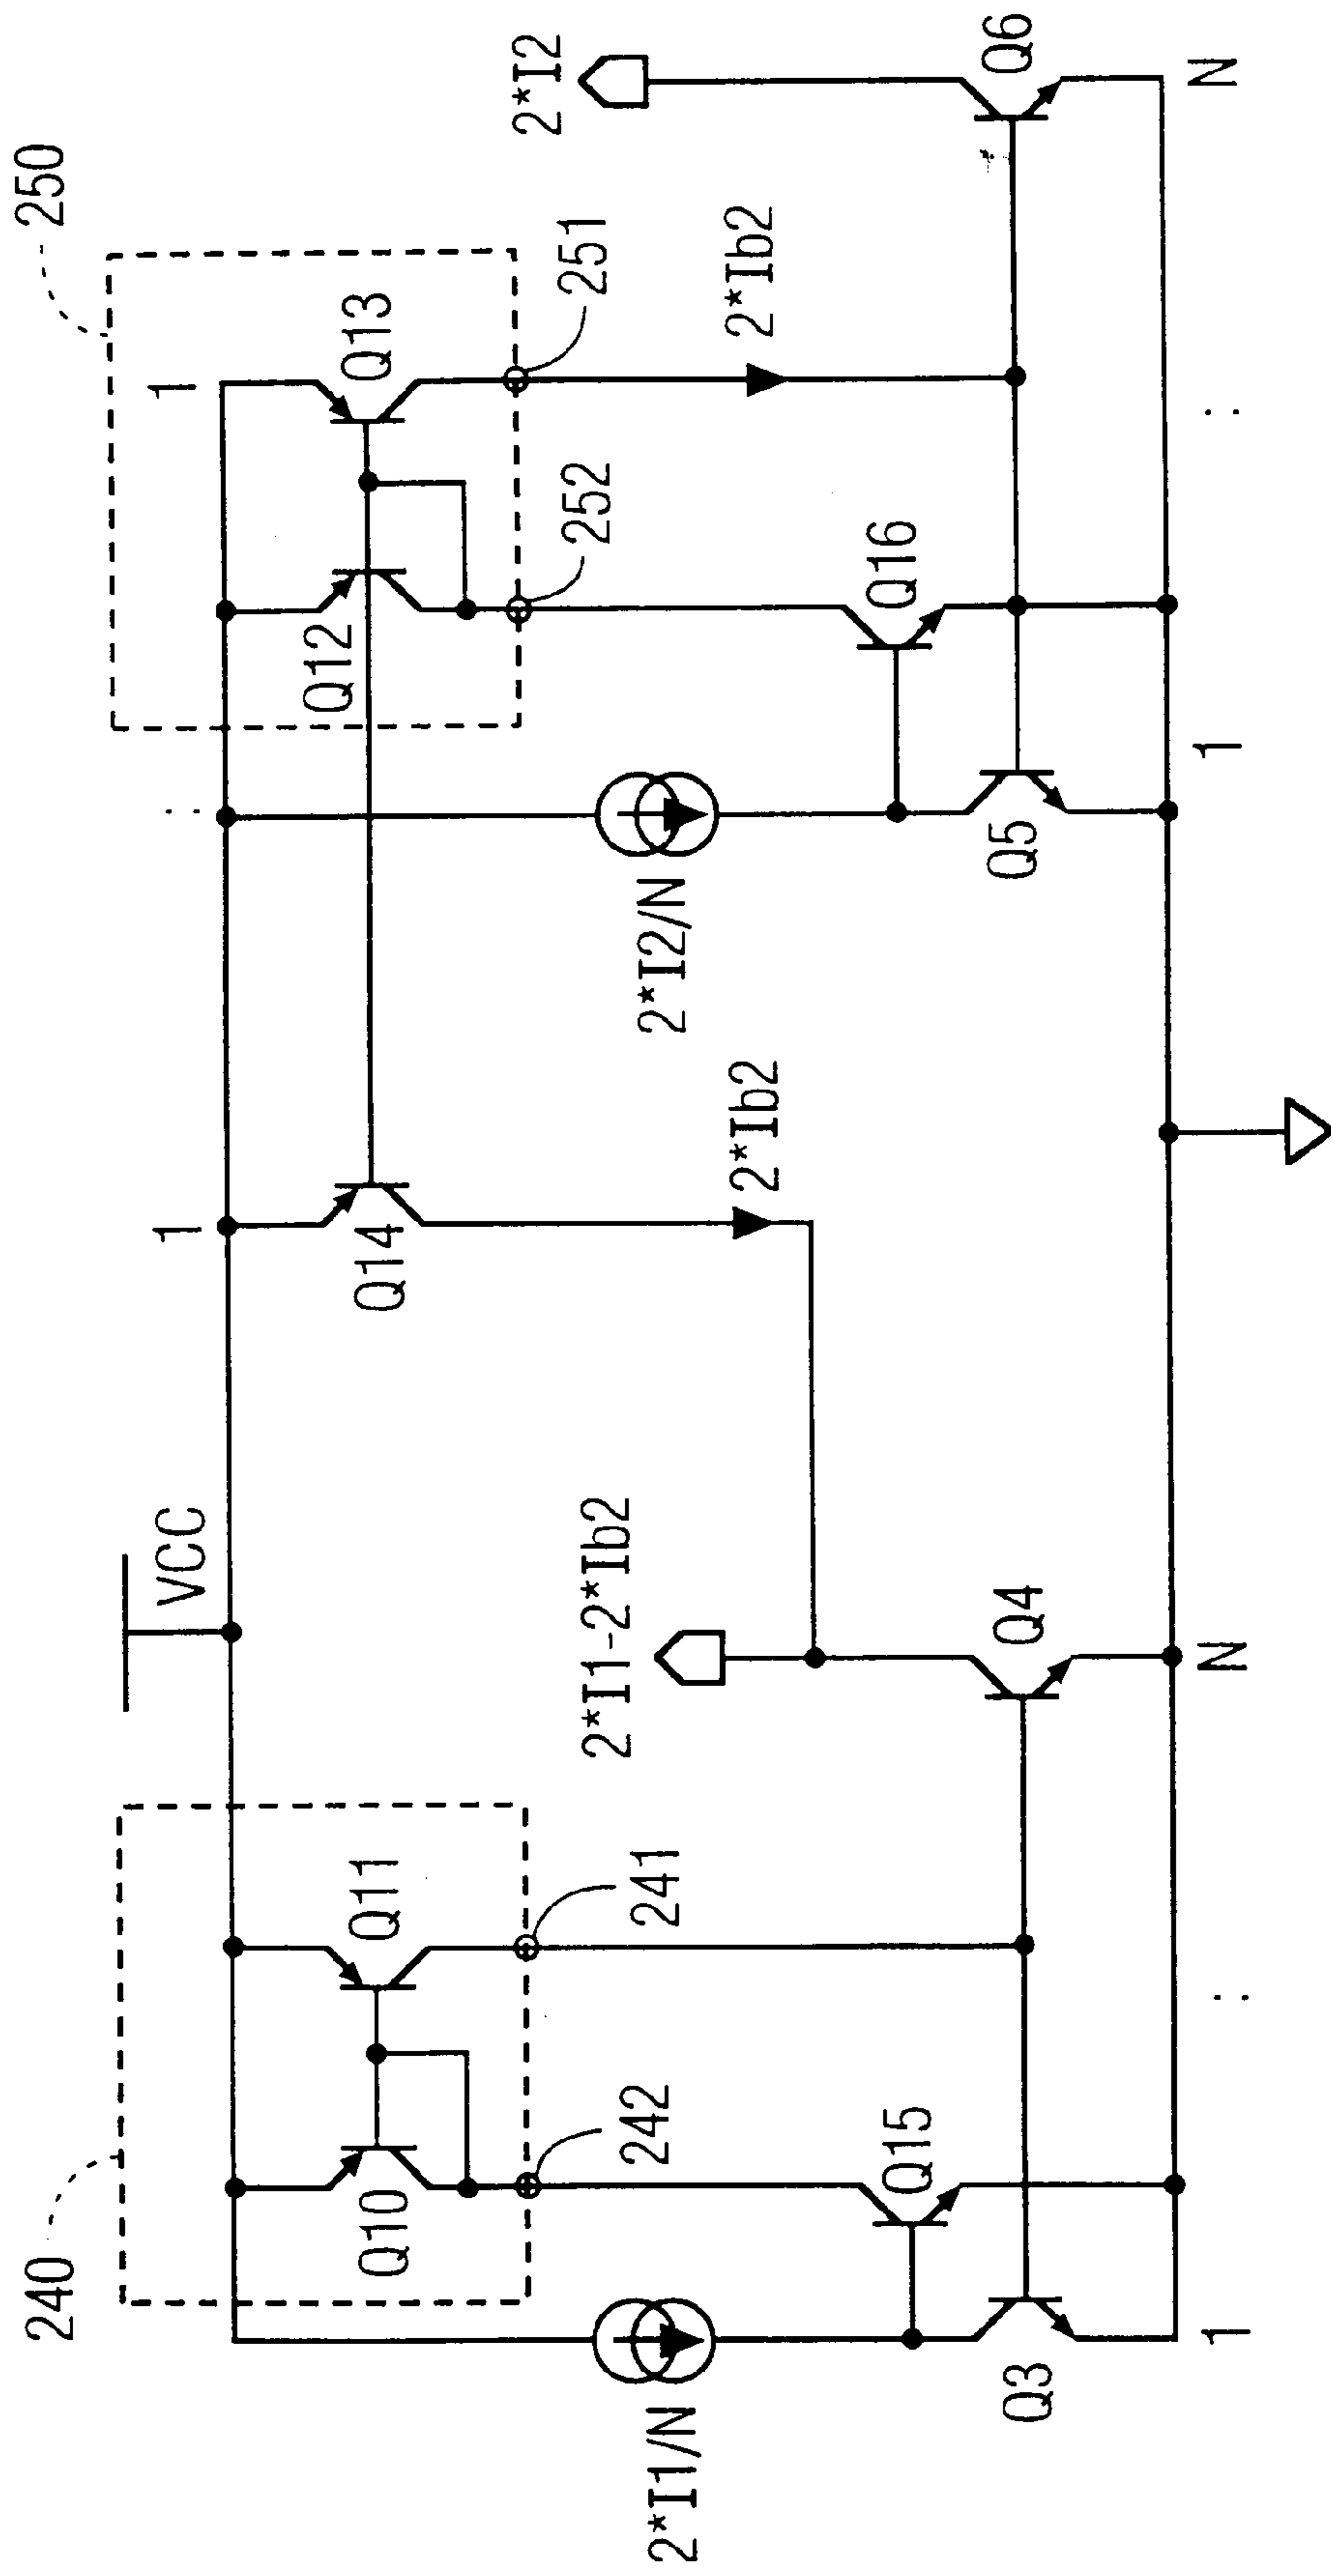 240
Q10
Q11
242
241
2*I1/N
Q15
Q3
1
:
Q4
N
2*I1-2*Ib2
VCC
1
Q14
2*Ib2
2*I2/N
:
Q5
1
250
Q12
1
Q13
252
251
Q16
2*Ib2
:
2*I2
Q6
N